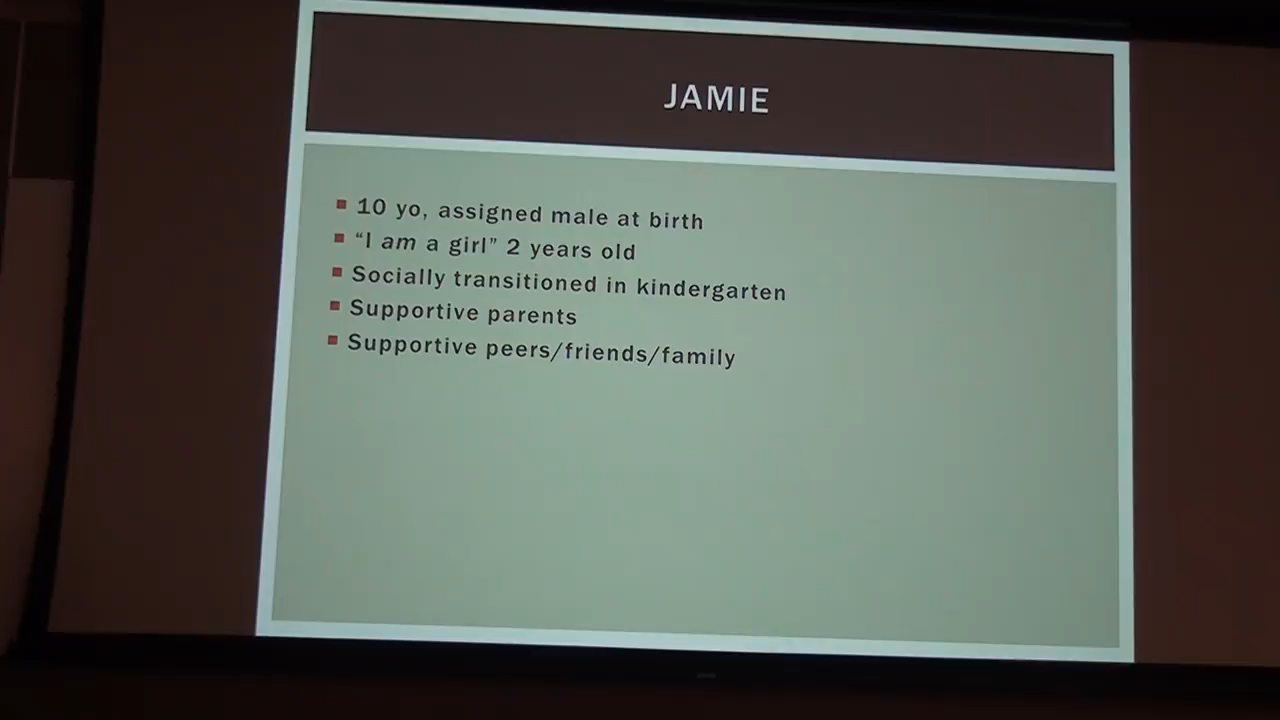 JAMIE
10 yo, assigned male at birth
“I am a girl” 2 years old
Socially transitioned in kindergarten
Supportive parents
Supportive peers/friends/family